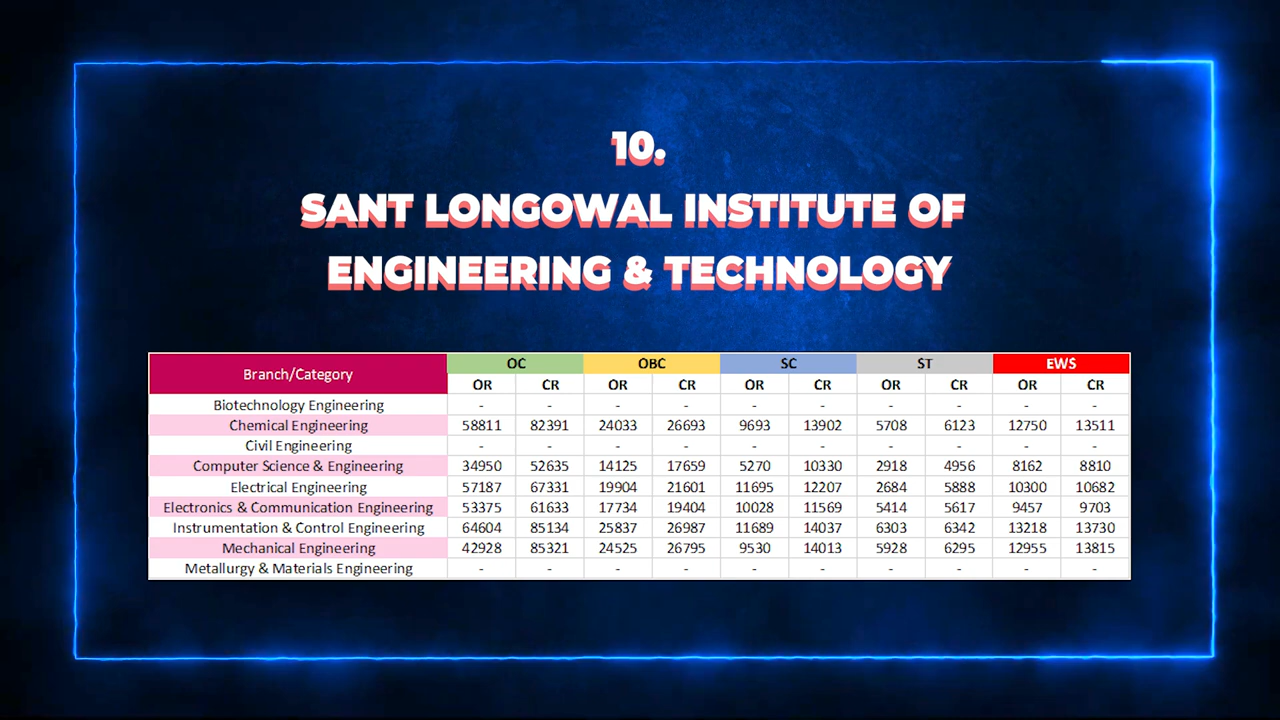 10.
SANT LONGOWAL INSTITUTE OF
ENGINEERING & TECHNOLOGY
Branch/Category OC OBC SC ST EWS
OR CR OR CR OR CR OR CR OR CR
Biotechnology Engineering - - - - - - - - - -
Chemical Engineering 58811 82391 24033 26693 9693 13902 5708 6123 12750 13511
Civil Engineering - - - - - - - - - -
Computer Science & Engineering 34950 52635 14125 17659 5270 10330 2918 4956 8162 8810
Electrical Engineering 57187 67331 19904 21601 11695 12207 2684 5888 10300 10682
Electronics & Communication Engineering 53375 61633 17734 19404 10028 11569 5414 5617 9457 9703
Instrumentation & Control Engineering 64604 85134 25837 26987 11689 14037 6303 6342 13218 13730
Mechanical Engineering 42928 85321 24525 26795 9530 14013 5928 6295 12955 13815
Metallurgy & Materials Engineering - - - - - - - - - -